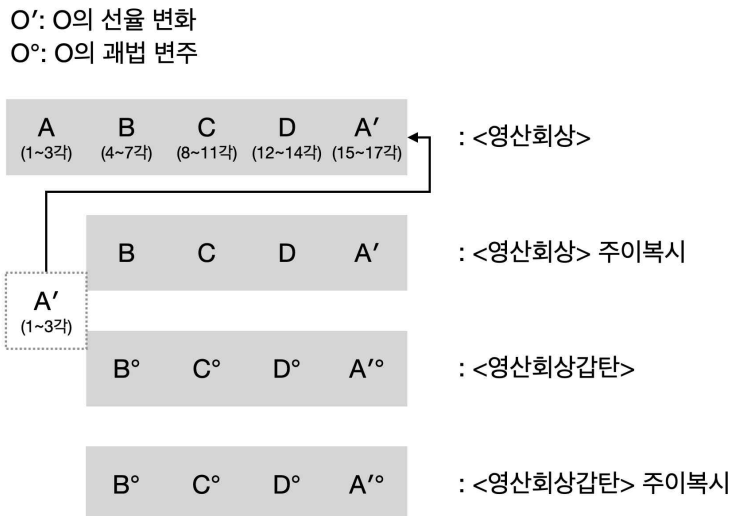 O′: O의 선율 변화
O°: O의 괘법 변주
A B C D A′ : <영산회상>
(1~3각) (4~7각) (8~11각) (12~14각) (15~17각)
B C D A′ : <영산회상> 주이복시
A′
(1~3각)
B° C° D° A′° : <영산회상갑탄>
B° C° D° A′° : <영산회상갑탄> 주이복시